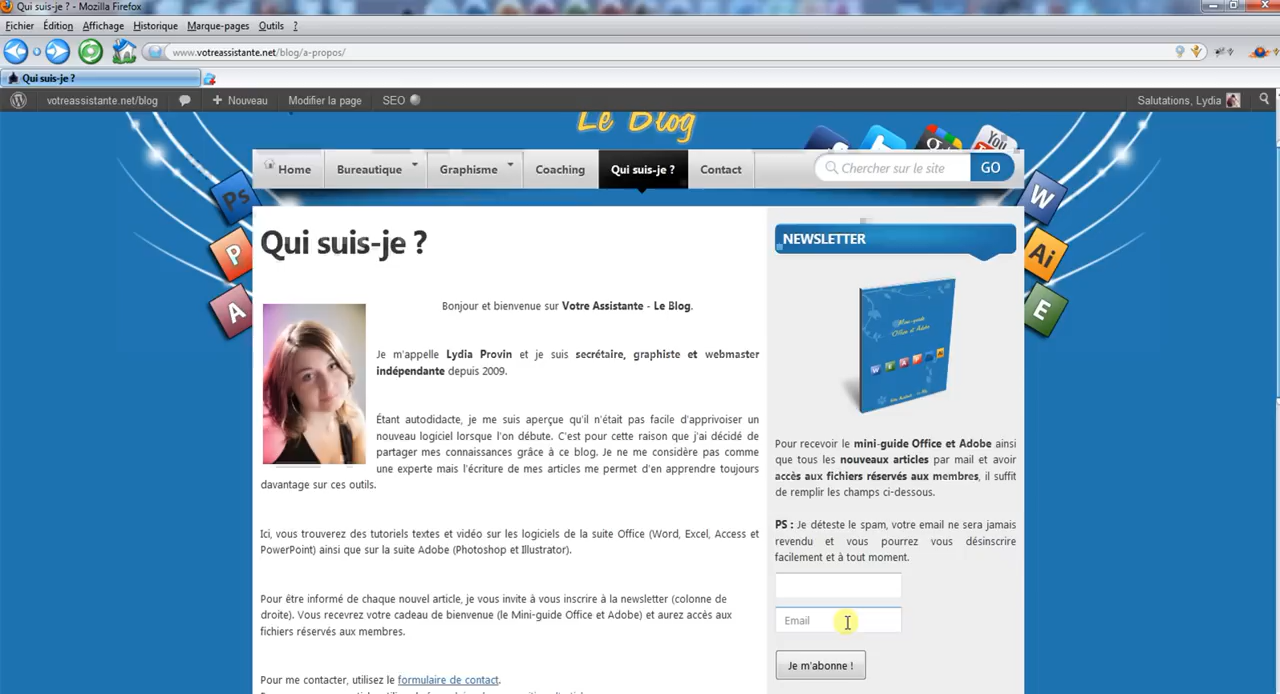 Qui suis-je ? - Mozilla Firefox
Fichier Édition Affichage Historique Marque-pages Outils ?
www.votreassistante.net/blog/a-propos/
Qui suis-je ?
votreassistante.net/blog Nouveau Modifier la page SEO Salutations, Lydia
Le Blog
You
Home Bureautique Graphisme Coaching Qui suis-je ? Contact Chercher sur le site GO
Ps
W
P
Ai
A
E
Qui suis-je ?
Bonjour et bienvenue sur Votre Assistante - Le Blog.
Je m'appelle Lydia Provin et je suis secrétaire, graphiste et webmaster
indépendante depuis 2009.
Étant autodidacte, je me suis aperçue qu'il n'était pas facile d'apprivoiser un
nouveau logiciel lorsque l'on débute. C'est pour cette raison que j'ai décidé de
partager mes connaissances grâce à ce blog. Je ne me considère pas comme
une experte mais l'écriture de mes articles me permet d'en apprendre toujours
davantage sur ces outils.
Ici, vous trouverez des tutoriels textes et vidéo sur les logiciels de la suite Office (Word, Excel, Access et
PowerPoint) ainsi que sur la suite Adobe (Photoshop et Illustrator).
Pour être informé de chaque nouvel article, je vous invite à vous inscrire à la newsletter (colonne de
droite). Vous recevrez votre cadeau de bienvenue (le Mini-guide Office et Adobe) et aurez accès aux
fichiers réservés aux membres.
Pour me contacter, utilisez le formulaire de contact.
NEWSLETTER
Mini-guide
Office et Adobe
Pour recevoir le mini-guide Office et Adobe ainsi
que tous les nouveaux articles par mail et avoir
accès aux fichiers réservés aux membres, il suffit
de remplir les champs ci-dessous.
PS : Je déteste le spam, votre email ne sera jamais
revendu et vous pourrez vous désinscrire
facilement et à tout moment.
Email
Je m'abonne !